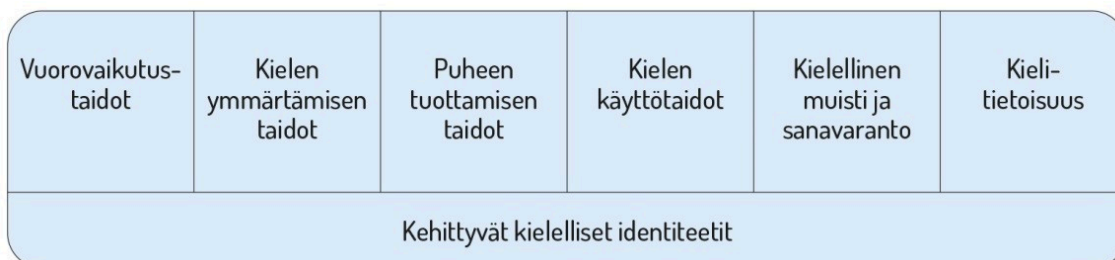 Vuorovaikutus-
taidot
Kielen
ymmärtämisen
taidot
Puheen
tuottamisen
taidot
Kielen
käyttötaidot
Kielellinen
muisti ja
sanavaranto
Kieli-
tietoisuus
Kehittyvät kielelliset identiteetit